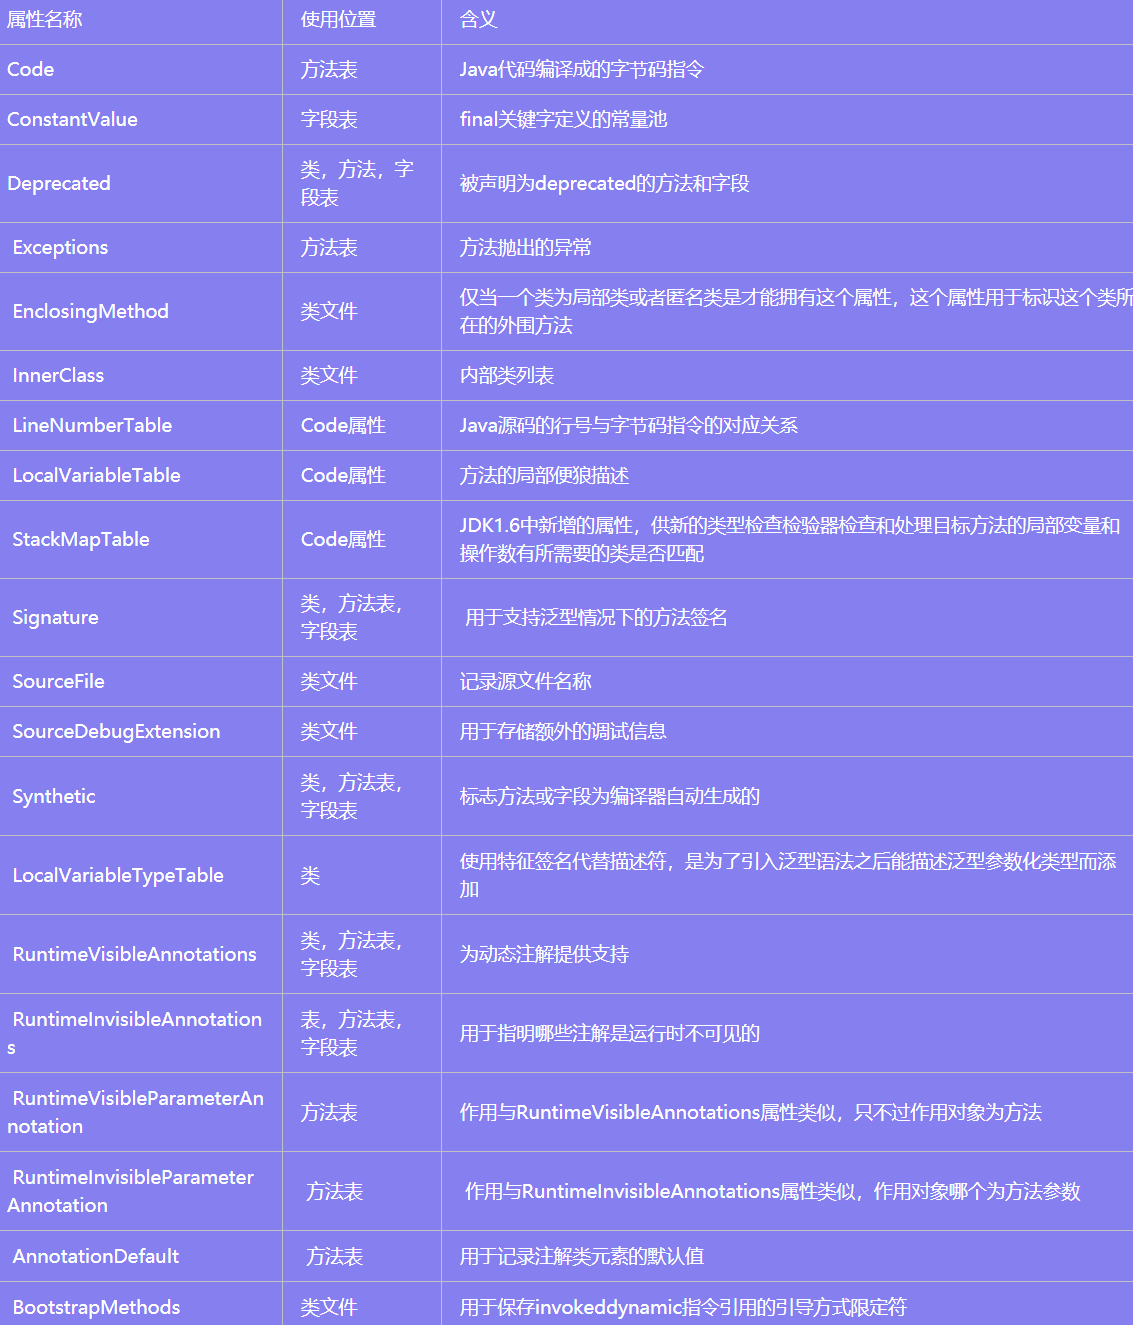 属性名称 使用位置 含义
Code 方法表 Java代码编译成的字节码指令
ConstantValue 字段表 final关键字定义的常量池
Deprecated 类，方法，字 被声明为deprecated的方法和字段
段表
Exceptions 方法表 方法抛出的异常
EnclosingMethod 类文件 仅当一个类为局部类或者匿名类是才能拥有这个属性，这个属性用于标识这个类所
在的外围方法
InnerClass 类文件 内部类列表
LineNumberTable Code属性 Java源码的行号与字节码指令的对应关系
LocalVariableTable Code属性 方法的局部便狼描述
StackMapTable Code属性 JDK1.6中新增的属性，供新的类型检查检验器检查和处理目标方法的局部变量和
操作数有所需要的类是否匹配
Signature 类，方法表， 用于支持泛型情况下的方法签名
字段表
SourceFile 类文件 记录源文件名称
SourceDebugExtension 类文件 用于存储额外的调试信息
Synthetic 类，方法表， 标志方法或字段为编译器自动生成的
字段表
LocalVariableTypeTable 类 使用特征签名代替描述符，是为了引入泛型语法之后能描述泛型参数化类型而添
加
RuntimeVisibleAnnotations 类，方法表， 为动态注解提供支持
字段表
RuntimeInvisibleAnnotation 表，方法表， 用于指明哪些注解是运行时不可见的
s 字段表
RuntimeVisibleParameterAn 方法表 作用与RuntimeVisibleAnnotations属性类似，只不过作用对象为方法
notation
RuntimeInvisibleParameter 方法表 作用与RuntimeInvisibleAnnotations属性类似，作用对象哪个为方法参数
Annotation
AnnotationDefault 方法表 用于记录注解类元素的默认值
BootstrapMethods 类文件 用于保存invokeddynamic指令引用的引导方式限定符